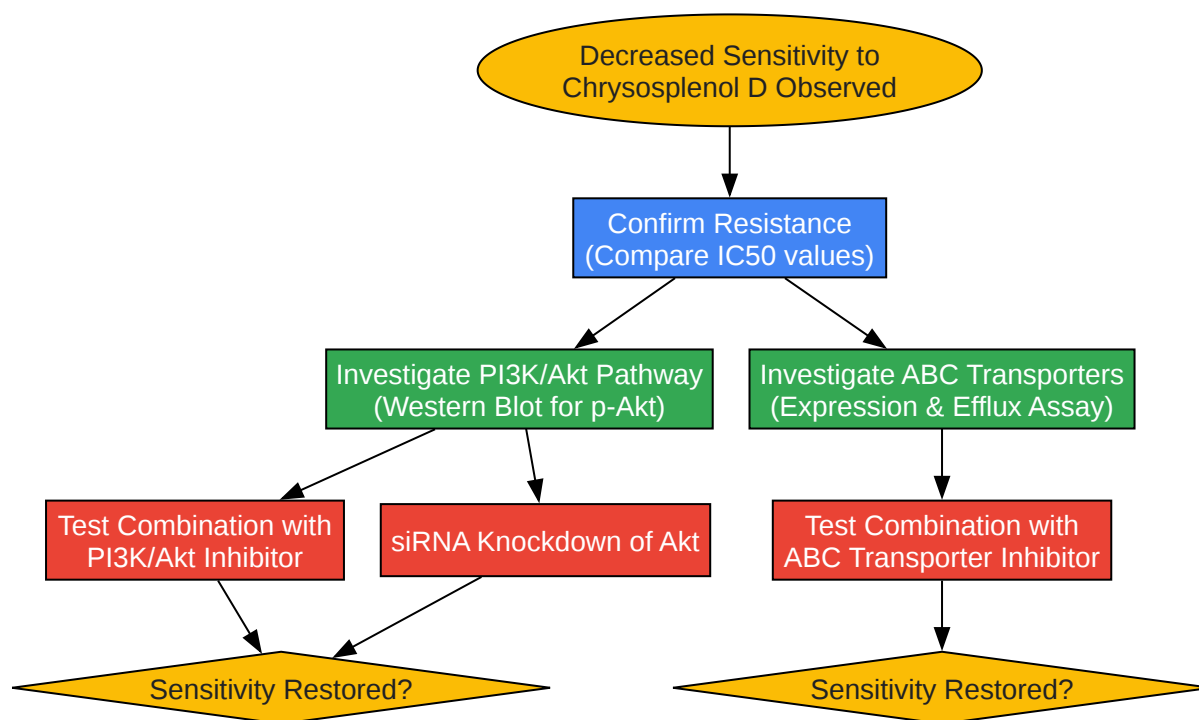 Decreased Sensitivity to
Chrysosplenol D Observed
Confirm Resistance
(Compare IC50 values)
Investigate PI3K/Akt Pathway
(Western Blot for p-Akt)
Investigate ABC Transporters
(Expression & Efflux Assay)
Test Combination with
PI3K/Akt Inhibitor
siRNA Knockdown of Akt
Test Combination with
ABC Transporter Inhibitor
Sensitivity Restored?
Sensitivity Restored?